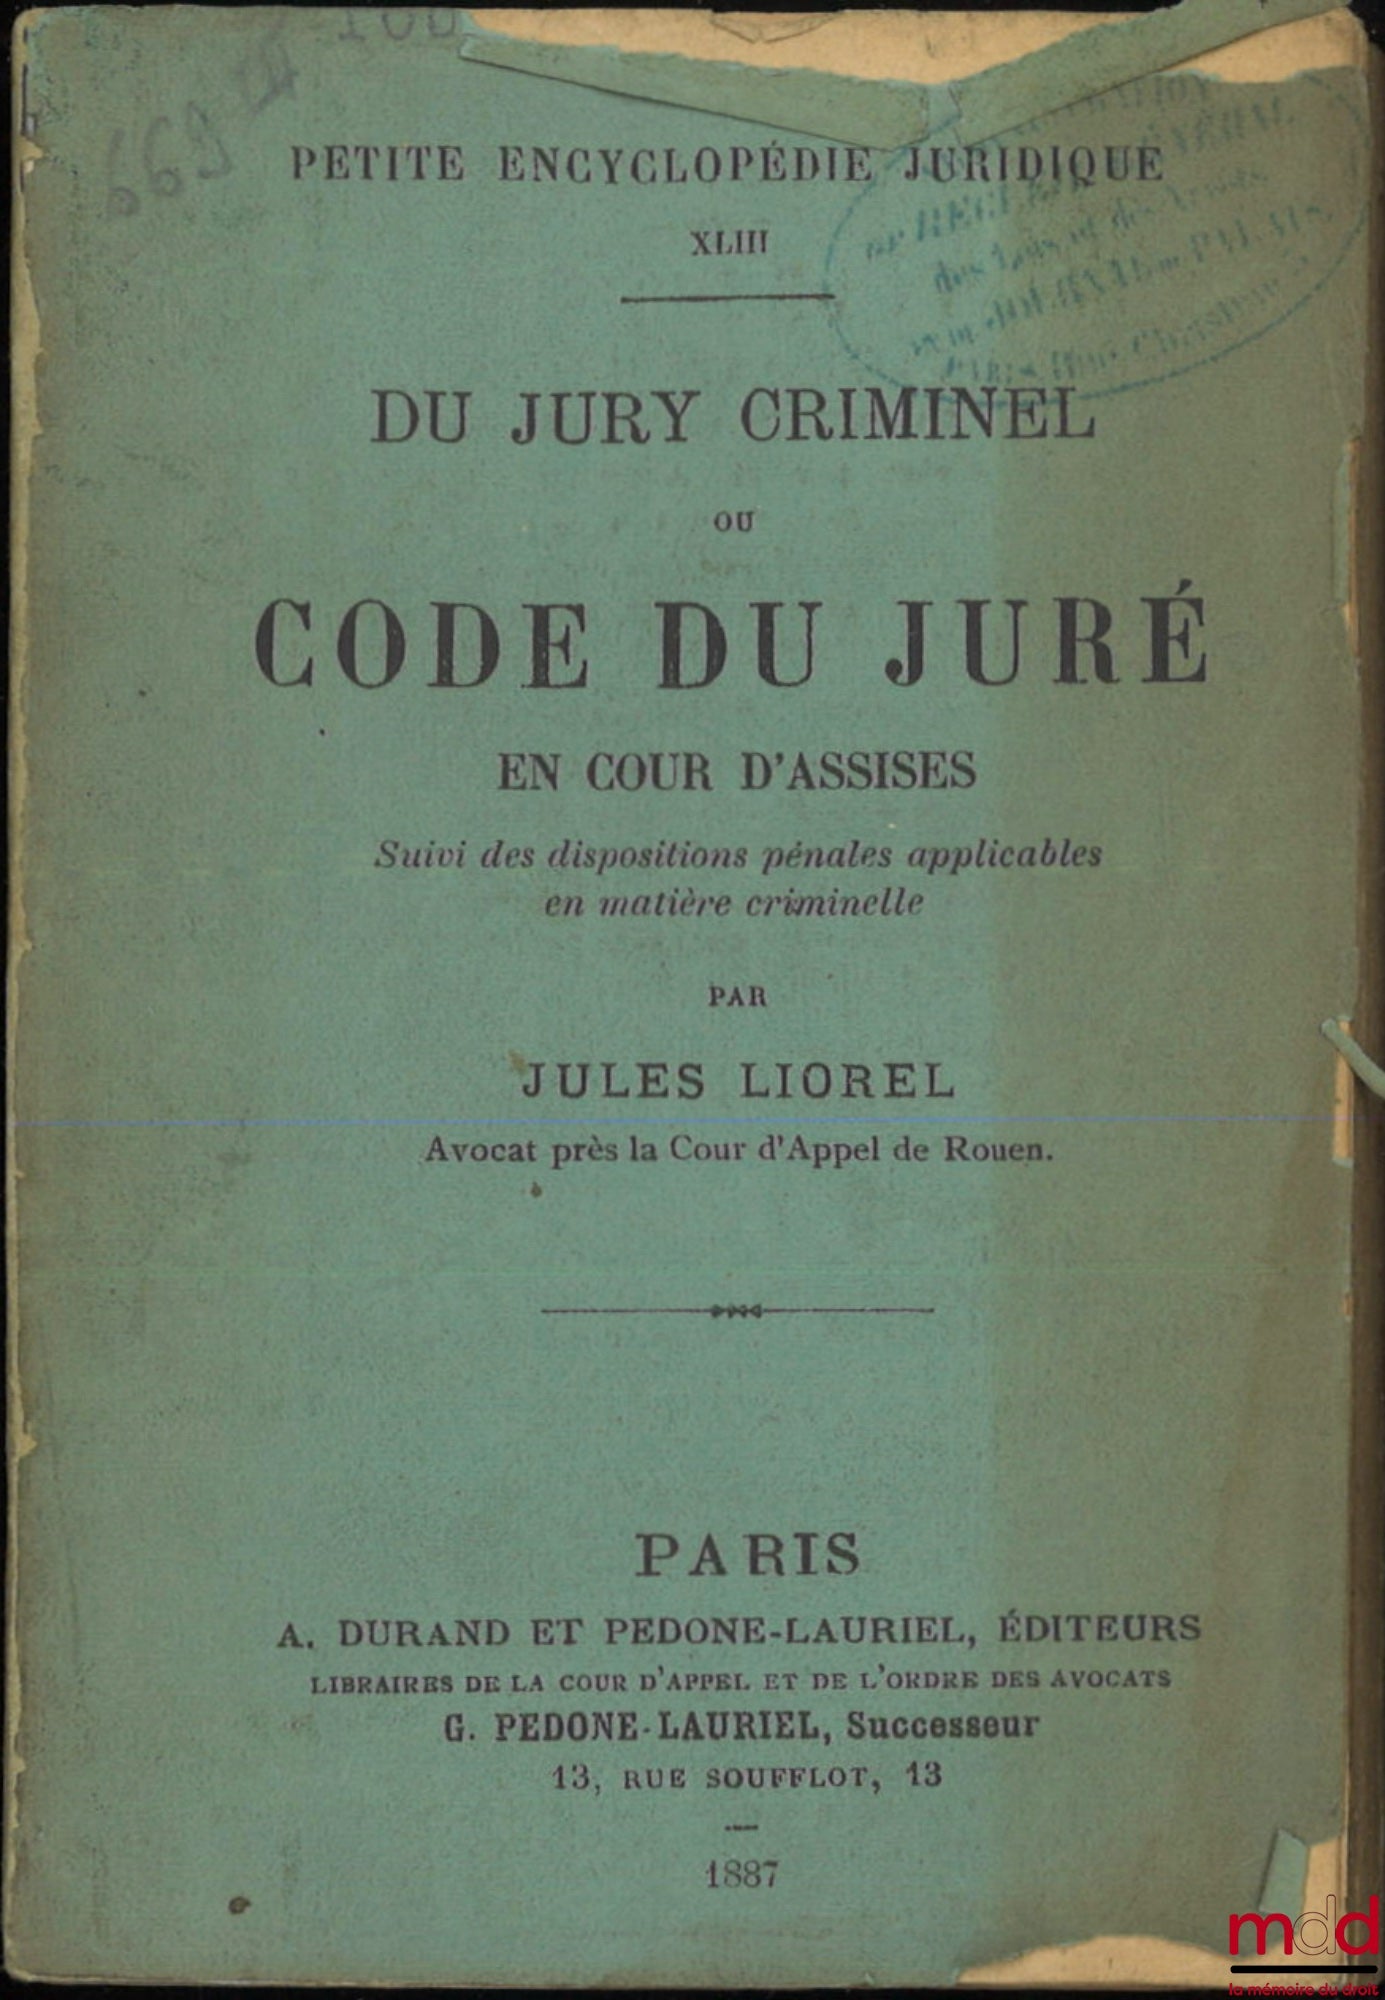 PETITE ENCYCLOPÉDIE JURIDIQUE
XLIII
DU JURY CRIMINEL
OU
CODE DU JURÉ
EN COUR D'ASSISES
Suivi des dispositions pénales applicables
en matière criminelle
PAR
JULES LIOREL
Avocat près la Cour d'Appel de Rouen.
PARIS
A. DURAND ET PEDONE-LAURIEL, ÉDITEURS
LIBRAIRES DE LA COUR D'APPEL ET DE L'ORDRE DES AVOCATS
G. PEDONE-LAURIEL, Successeur
13, RUE SOUFFLOT, 13
1887
mdd
la mémoire du droit